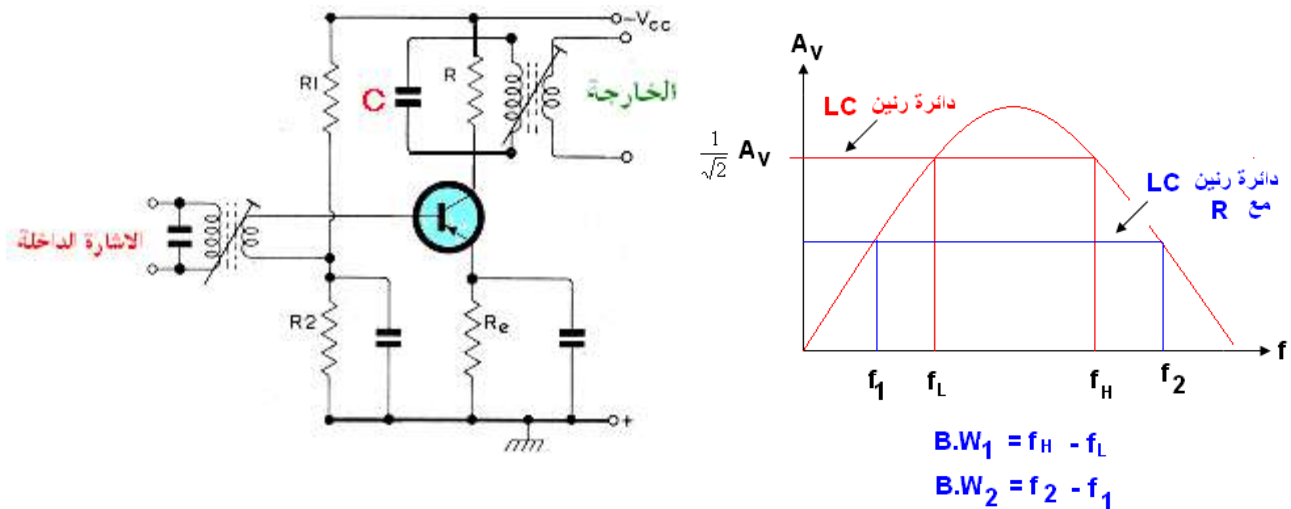 −Vcc
R1
C
R
الخارجة
الاشارة الداخلة
R2
Re
+
Av
دائرة رنين LC
1/√2 Av
دائرة رنين LC
مع R
f1
fL
fH
f2
f
B.W1 = fH - fL
B.W2 = f2 - f1